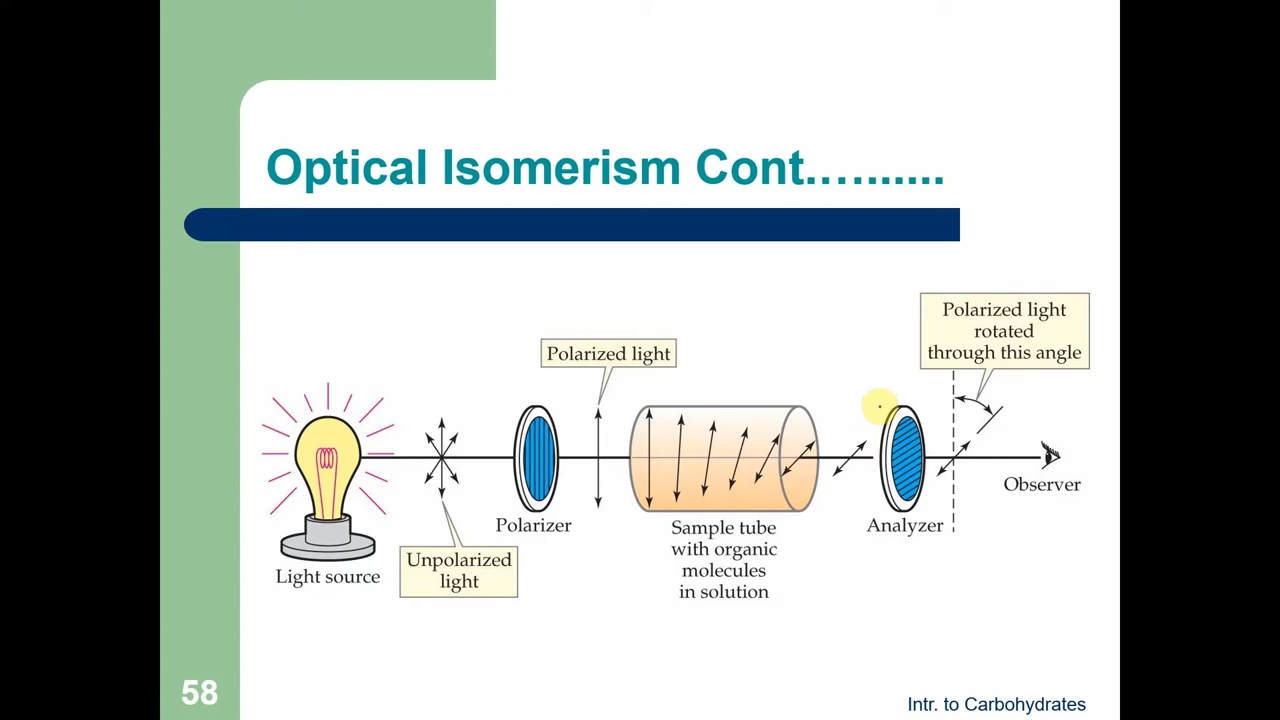 Optical Isomerism Cont..…......
Polarized light
rotated
through this angle
Polarized light
Observer
Polarizer
Sample tube
with organic
molecules
in solution
Analyzer
Unpolarized
light
Light source
58
Intr. to Carbohydrates